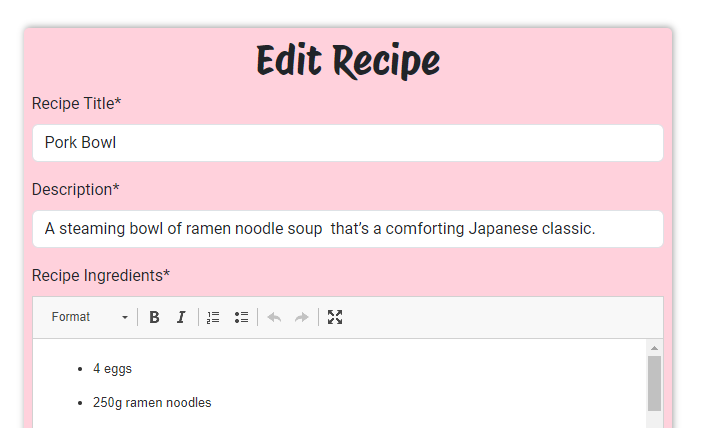 Edit Recipe
Recipe Title*
Pork Bowl
Description*
A steaming bowl of ramen noodle soup  that’s a comforting Japanese classic.
Recipe Ingredients*
Format B I
• 4 eggs
• 250g ramen noodles